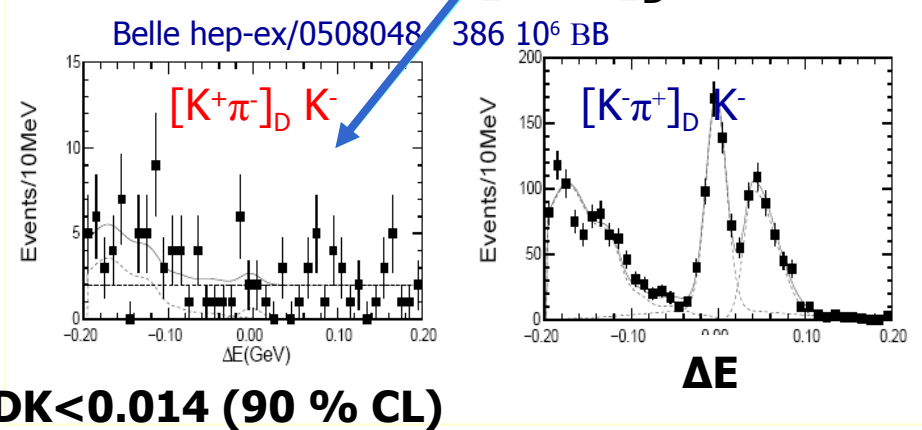 Belle hep-ex/0508048 386 10⁶ BB
[K⁺π⁻]_D K⁻
Events/10MeV
15
10
5
0
−0.20
−0.10
0.00
0.10
0.20
ΔE(GeV)
[K⁻π⁺]_D K⁻
Events/10MeV
200
150
100
50
0
−0.20
−0.10
0.10
0.20
ΔE
DK<0.014 (90 % CL)